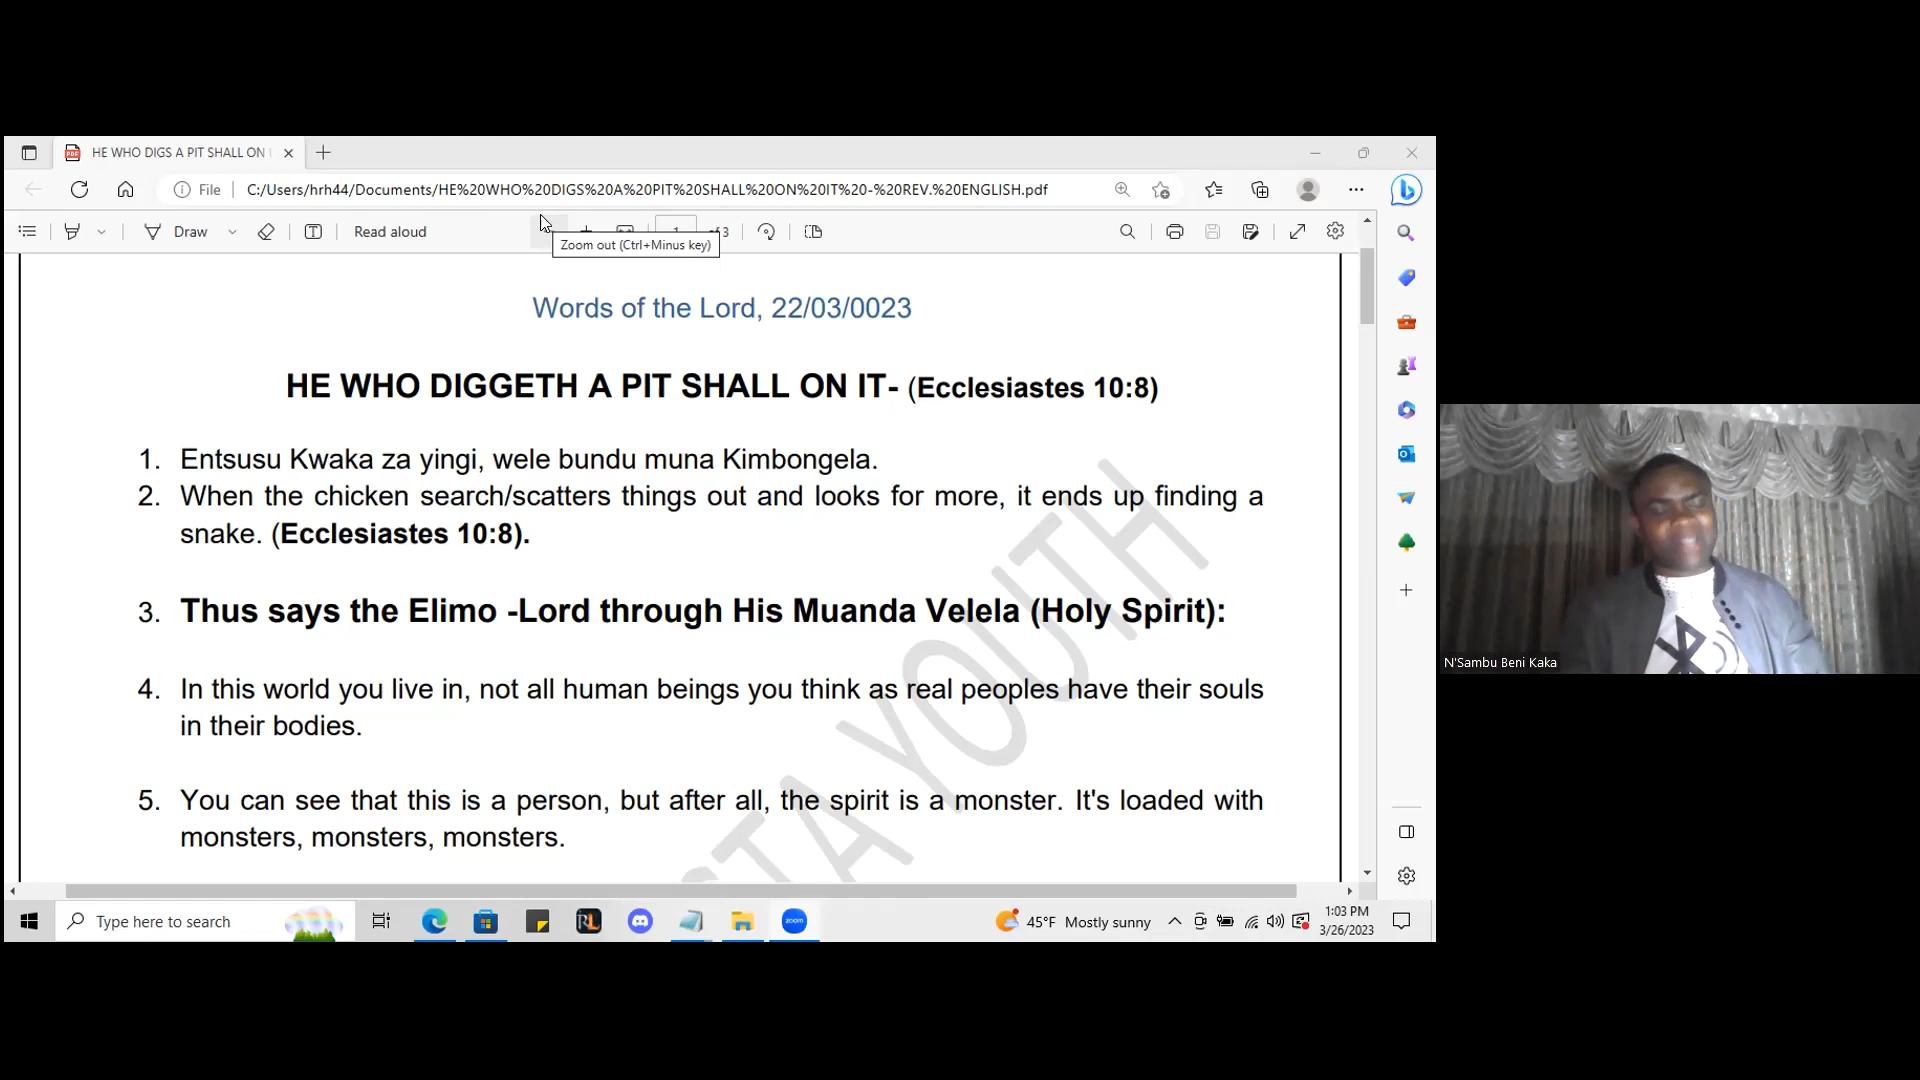 HE WHO DIGS A PIT SHALL ON
File
C:/Users/hrh44/Documents/HE%20WHO%20DIGS%20A%20PIT%20SHALL%20ON%20IT%20-%20REV.%20ENGLISH.pdf
Draw
Read aloud
Zoom out (Ctrl+Minus key)
Words of the Lord, 22/03/0023
HE WHO DIGGETH A PIT SHALL ON IT- (Ecclesiastes 10:8)
1. Entsusu Kwaka za yingi, wele bundu muna Kimbongela.
2. When the chicken search/scatters things out and looks for more, it ends up finding a
snake. (Ecclesiastes 10:8).
3. Thus says the Elimo -Lord through His Muanda Velela (Holy Spirit):
4. In this world you live in, not all human beings you think as real peoples have their souls
in their bodies.
5. You can see that this is a person, but after all, the spirit is a monster. It's loaded with
monsters, monsters, monsters.
STA YOUTH
N'Sambu Beni Kaka
Type here to search
RL
zoom
45°F Mostly sunny
1:03 PM
3/26/2023